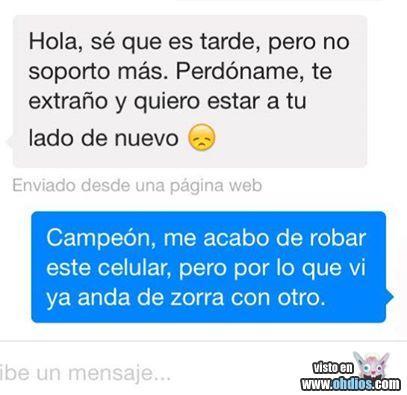 Hola, sé que es tarde, pero no
soporto más. Perdóname, te
extraño y quiero estar a tu
lado de nuevo 😞
Enviado desde una página web
Campeón, me acabo de robar
este celular, pero por lo que vi
ya anda de zorra con otro.
ibe un mensaje...
visto en
www.ohdios.com